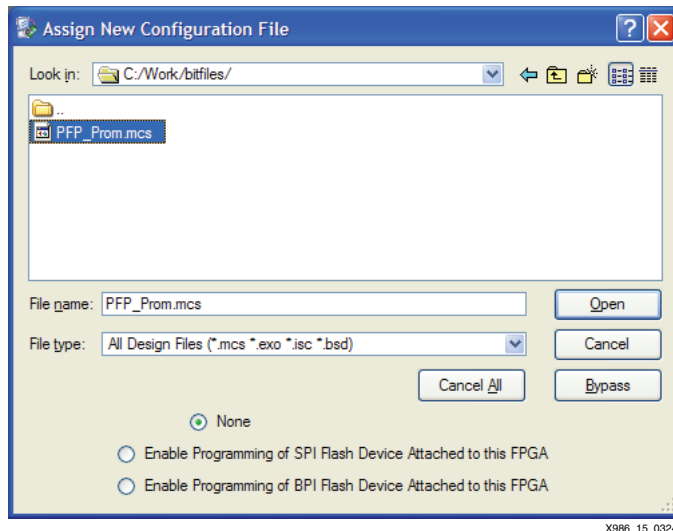 Assign New Configuration File
Look in: C:/Work/bitfiles/
..
PFP_Prom.mcs
File name: PFP_Prom.mcs Open
File type: All Design Files (*.mcs *.exo *.isc *.bsd) Cancel
Cancel All Bypass
None
Enable Programming of SPI Flash Device Attached to this FPGA
Enable Programming of BPI Flash Device Attached to this FPGA